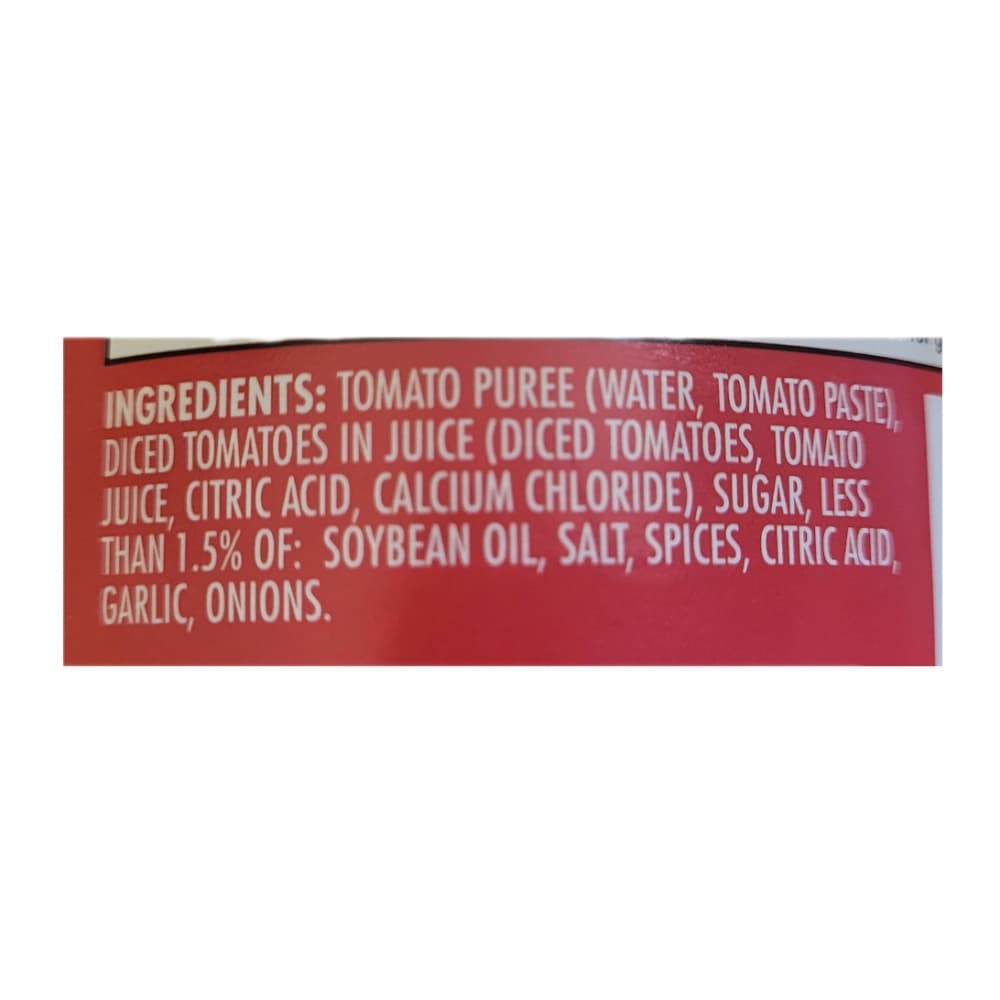 INGREDIENTS: TOMATO PUREE (WATER, TOMATO PASTE),
DICED TOMATOES IN JUICE (DICED TOMATOES, TOMATO
JUICE, CITRIC ACID, CALCIUM CHLORIDE), SUGAR, LESS
THAN 1.5% OF: SOYBEAN OIL, SALT, SPICES, CITRIC ACID,
GARLIC, ONIONS.